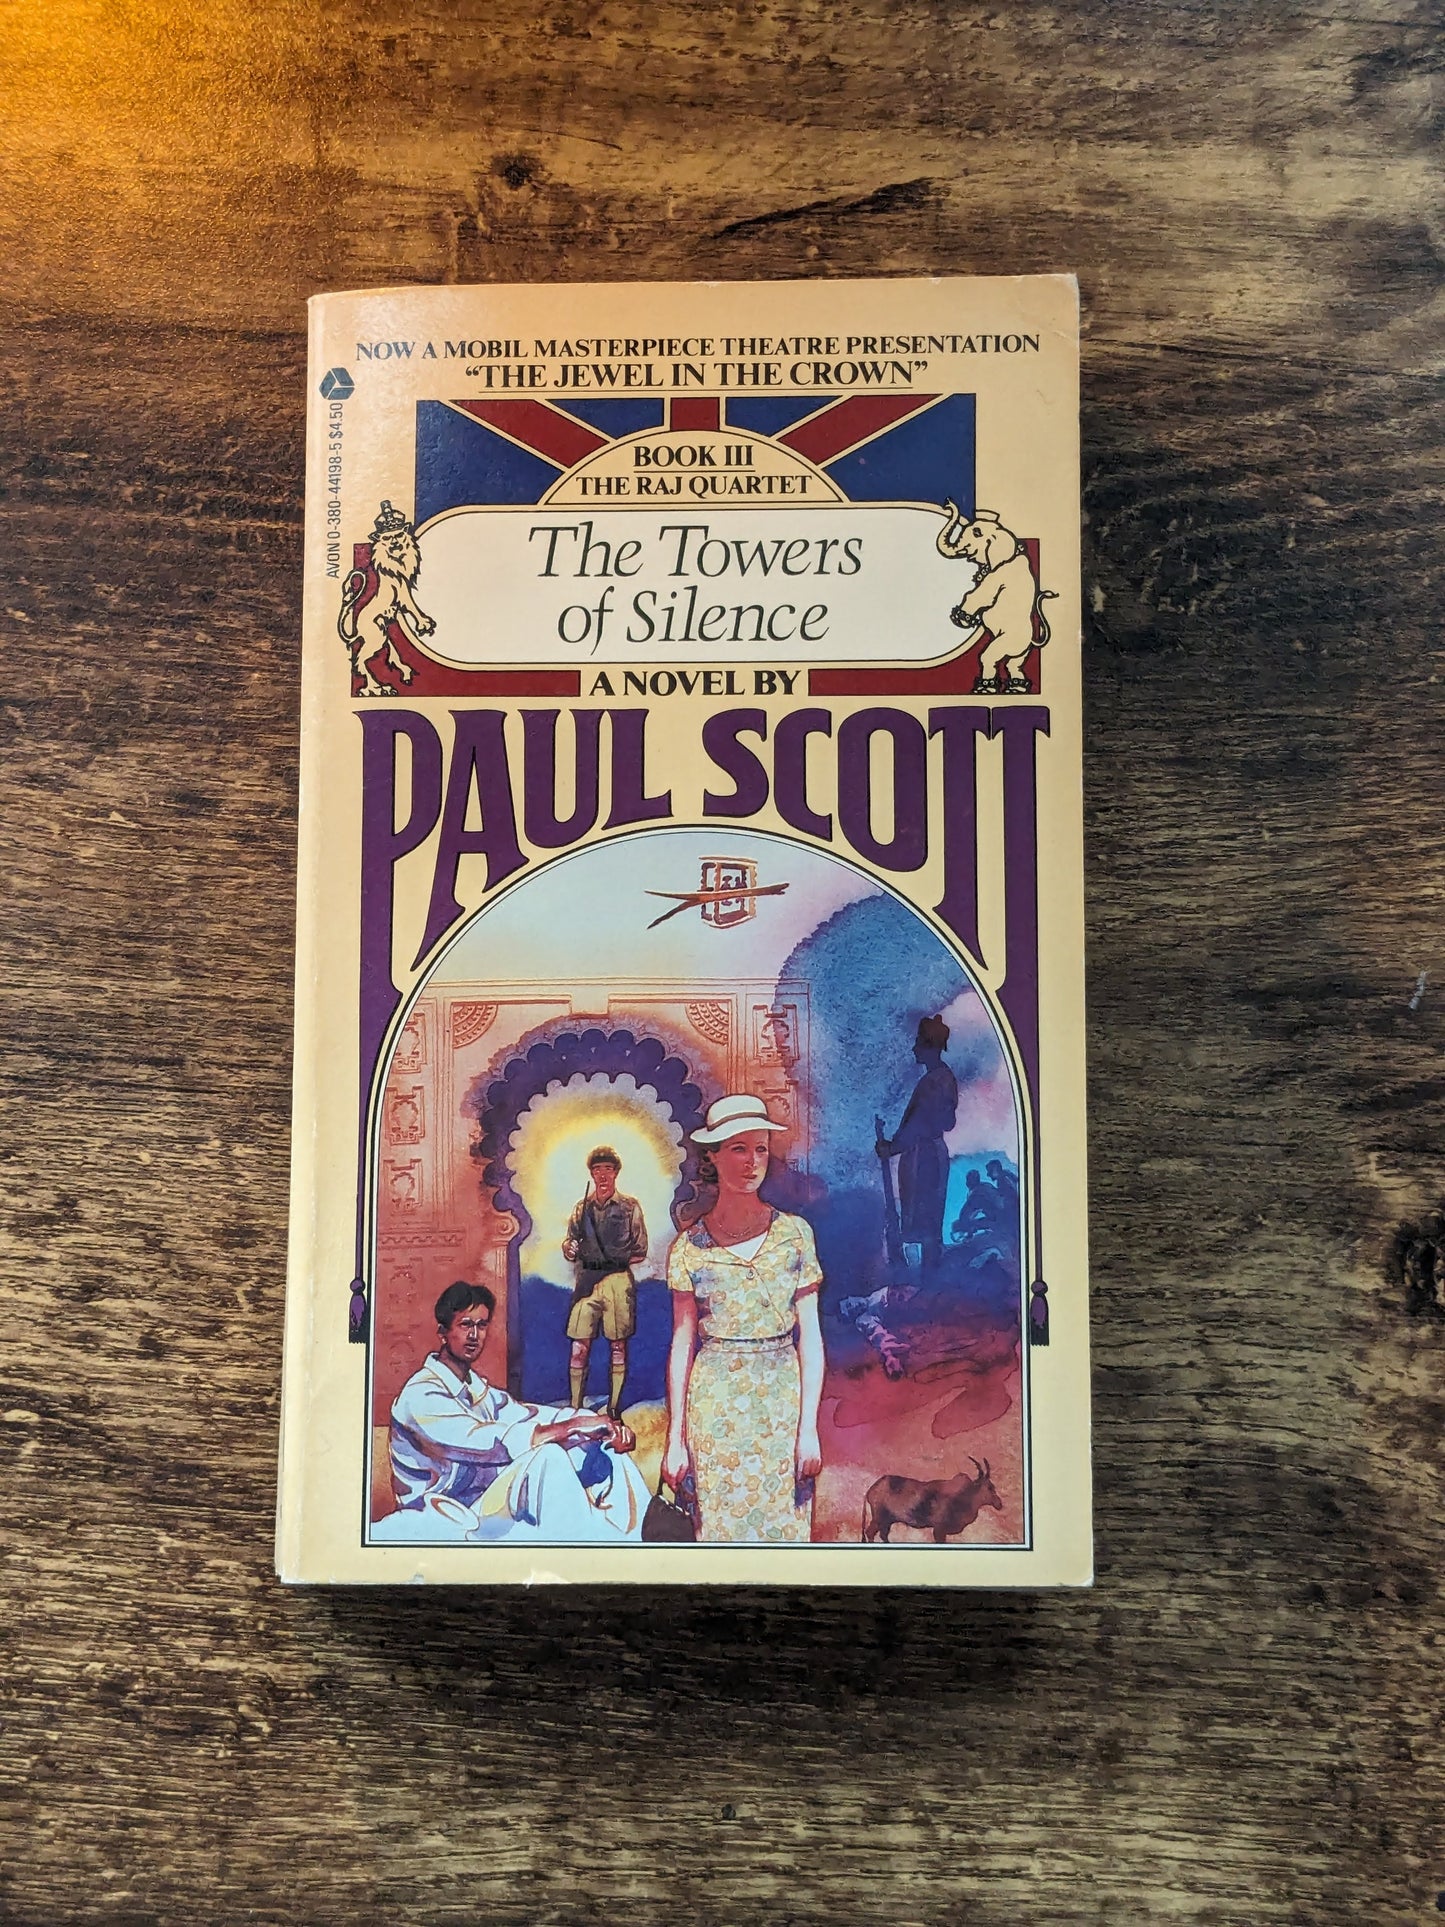 NOW A MOBIL MASTERPIECE THEATRE PRESENTATION
“THE JEWEL IN THE CROWN”
AVON 0-380-44198-5 $4.50
BOOK III
THE RAJ QUARTET
The Towers
of Silence
A NOVEL BY
PAUL SCOTT